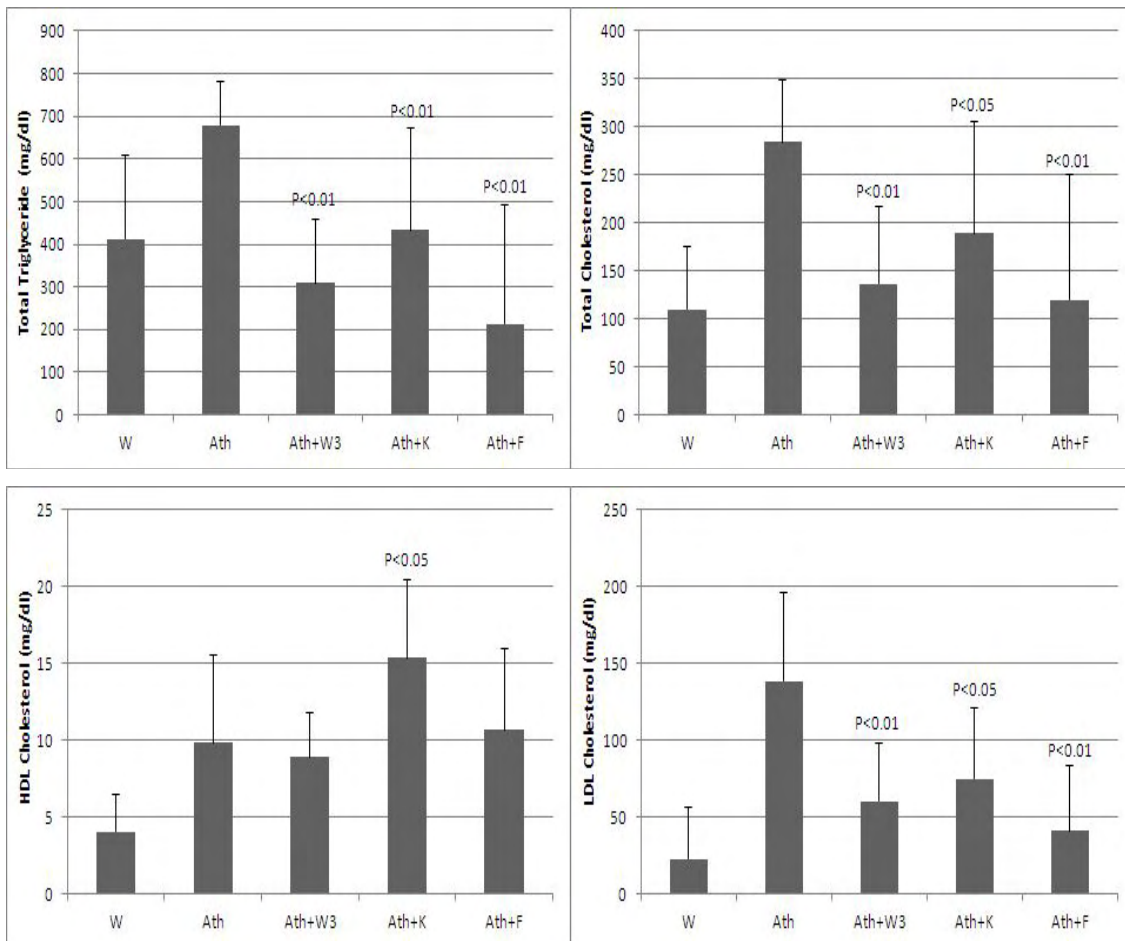 Total Triglyceride (mg/dl)
900
800
700
600
500
400
300
200
100
0
P<0.01
P<0.01
P<0.01
W Ath Ath+W3 Ath+K Ath+F
Total Cholesterol (mg/dl)
400
350
300
250
200
150
100
50
0
P<0.05
P<0.01
P<0.01
W Ath Ath+W3 Ath+K Ath+F
HDL Cholesterol (mg/dl)
25
20
15
10
5
0
P<0.05
W Ath Ath+W3 Ath+K Ath+F
LDL Cholesterol (mg/dl)
250
200
150
100
50
0
P<0.05
P<0.01
P<0.01
W Ath Ath+W3 Ath+K Ath+F